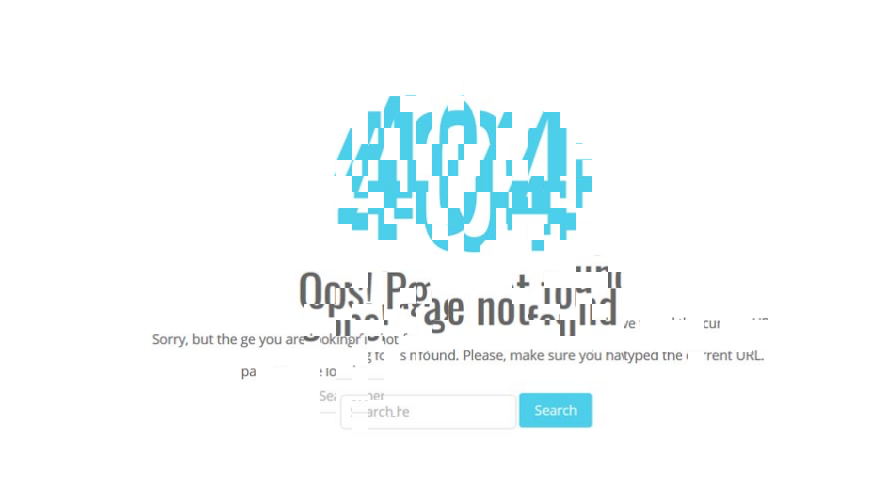 404
Oops! Page not found
Sorry, but the page you are looking for is not found. Please, make sure you have typed the current URL.
Search here
Search